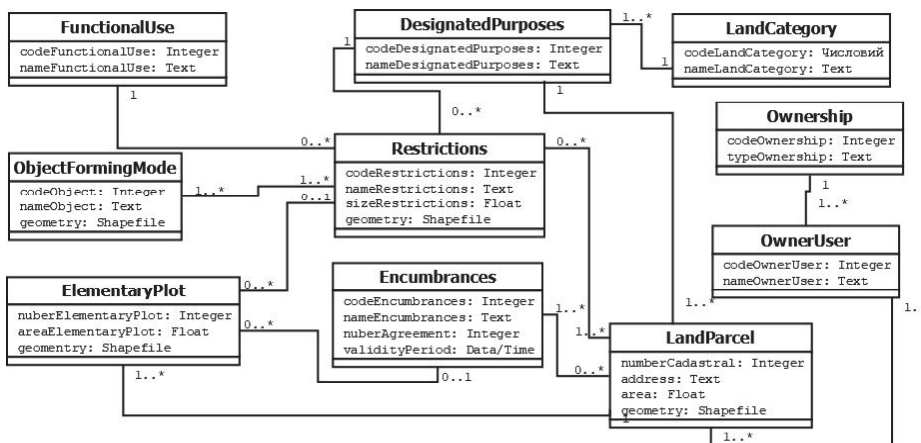 FunctionalUse
codeFunctionalUse: Integer
nameFunctionalUse: Text
1
DesignatedPurposes
codeDesignatedPurposes: Integer
nameDesignatedPurposes: Text
1
1..*
1
0..*
1
LandCategory
codeLandCategory: Числовий
nameLandCategory: Text
Ownership
codeOwnership: Integer
typeOwnership: Text
1
1..*
ObjectFormingMode
codeObject: Integer
nameObject: Text
geometry: Shapefile
1..*
0..*
1..*
0..1
Restrictions
codeRestrictions: Integer
nameRestrictions: Text
sizeRestrictions: Float
geometry: Shapefile
0..*
OwnerUser
codeOwnerUser: Integer
nameOwnerUser: Text
1..
ElementaryPlot
nuberElementaryPlot: Integer
areaElementaryPlot: Float
geomentry: Shapefile
0..*
0..*
1..*
Encumbrances
codeEncumbrances: Integer
nameEncumbrances: Text
nuberAgreement: Integer
validityPeriod: Data/Time
0..1
1..*
1..*
1..*
0..*
LandParcel
numberCadastral: Integer
address: Text
area: Float
geometry: Shapefile
1
1..*